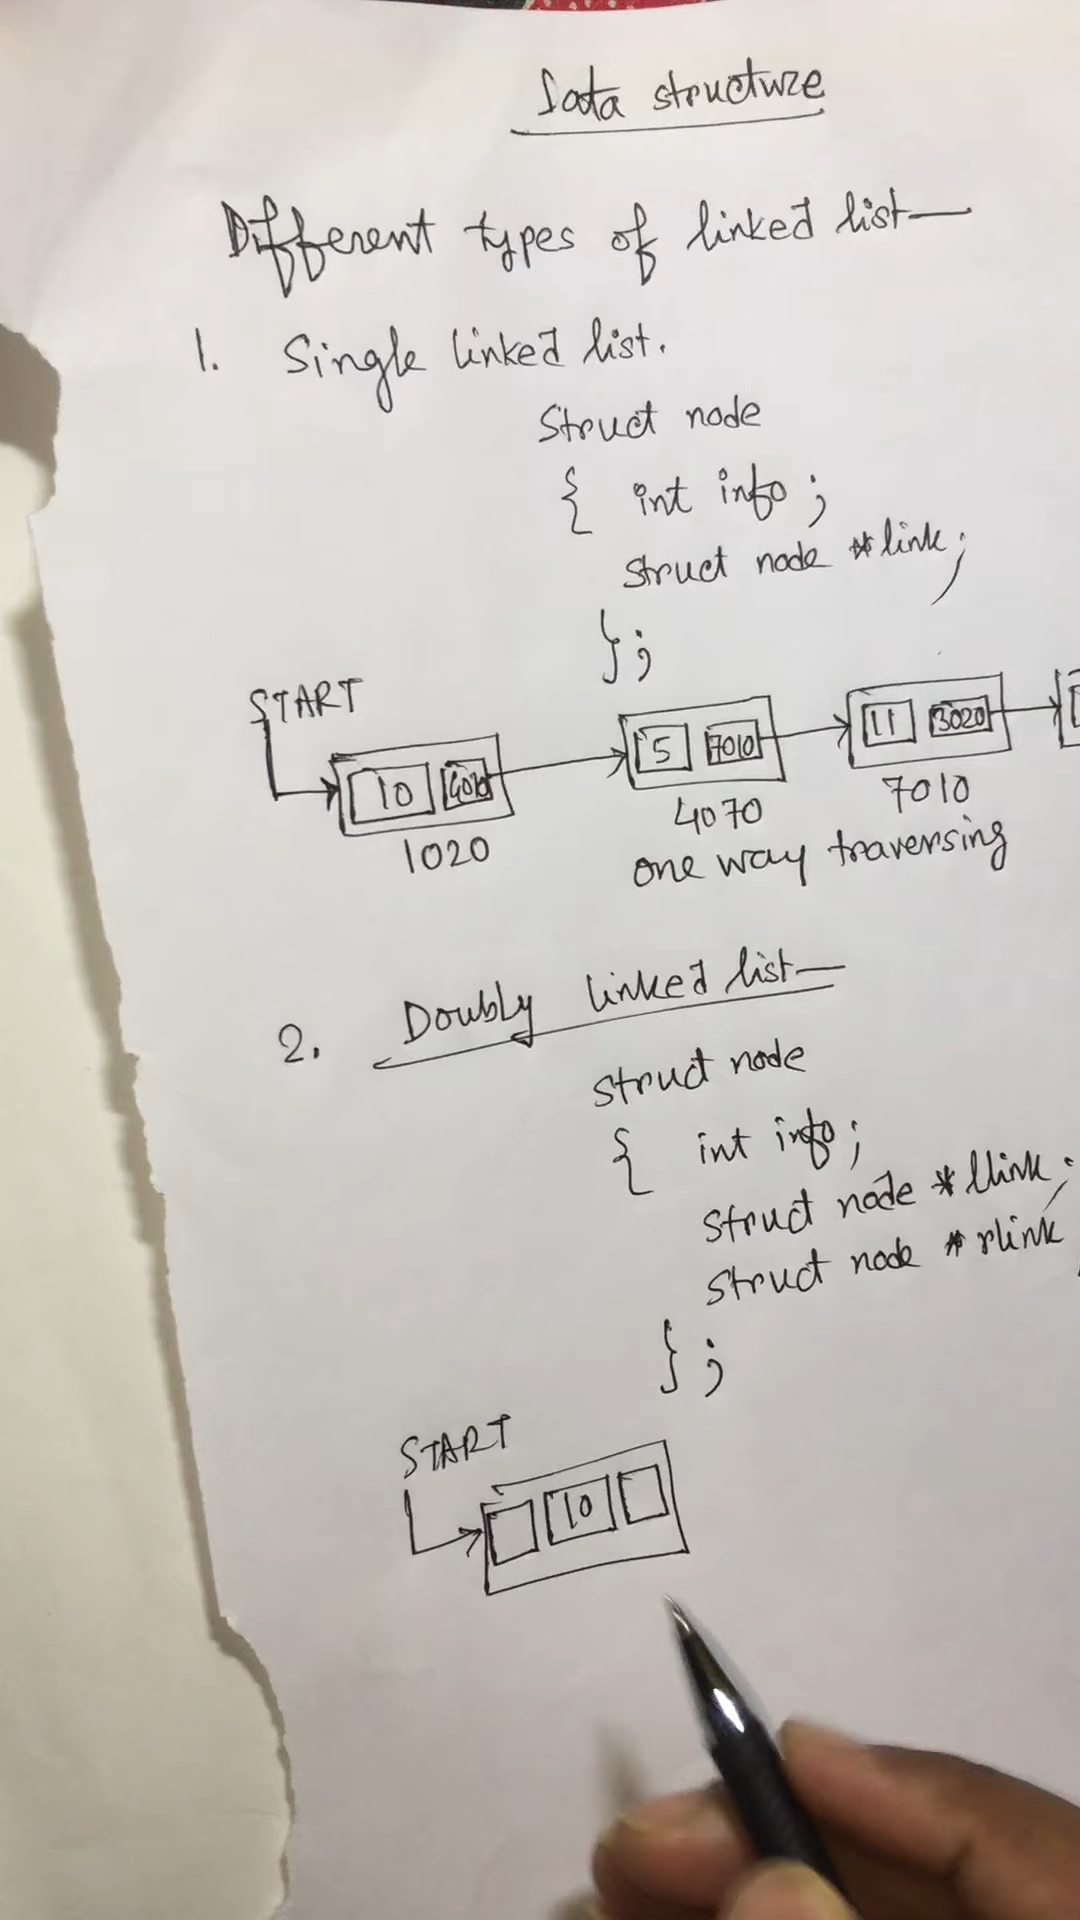 Data structure
Different types of linked list—
1. Single linked list.
struct node
{ int info;
struct node *link;
};
START
10 5 7010 11 3020
1020 4070 7010
one way traversing
2. Doubly linked list—
struct node
{ int info;
struct node *llink;
struct node *rlink
};
START
10